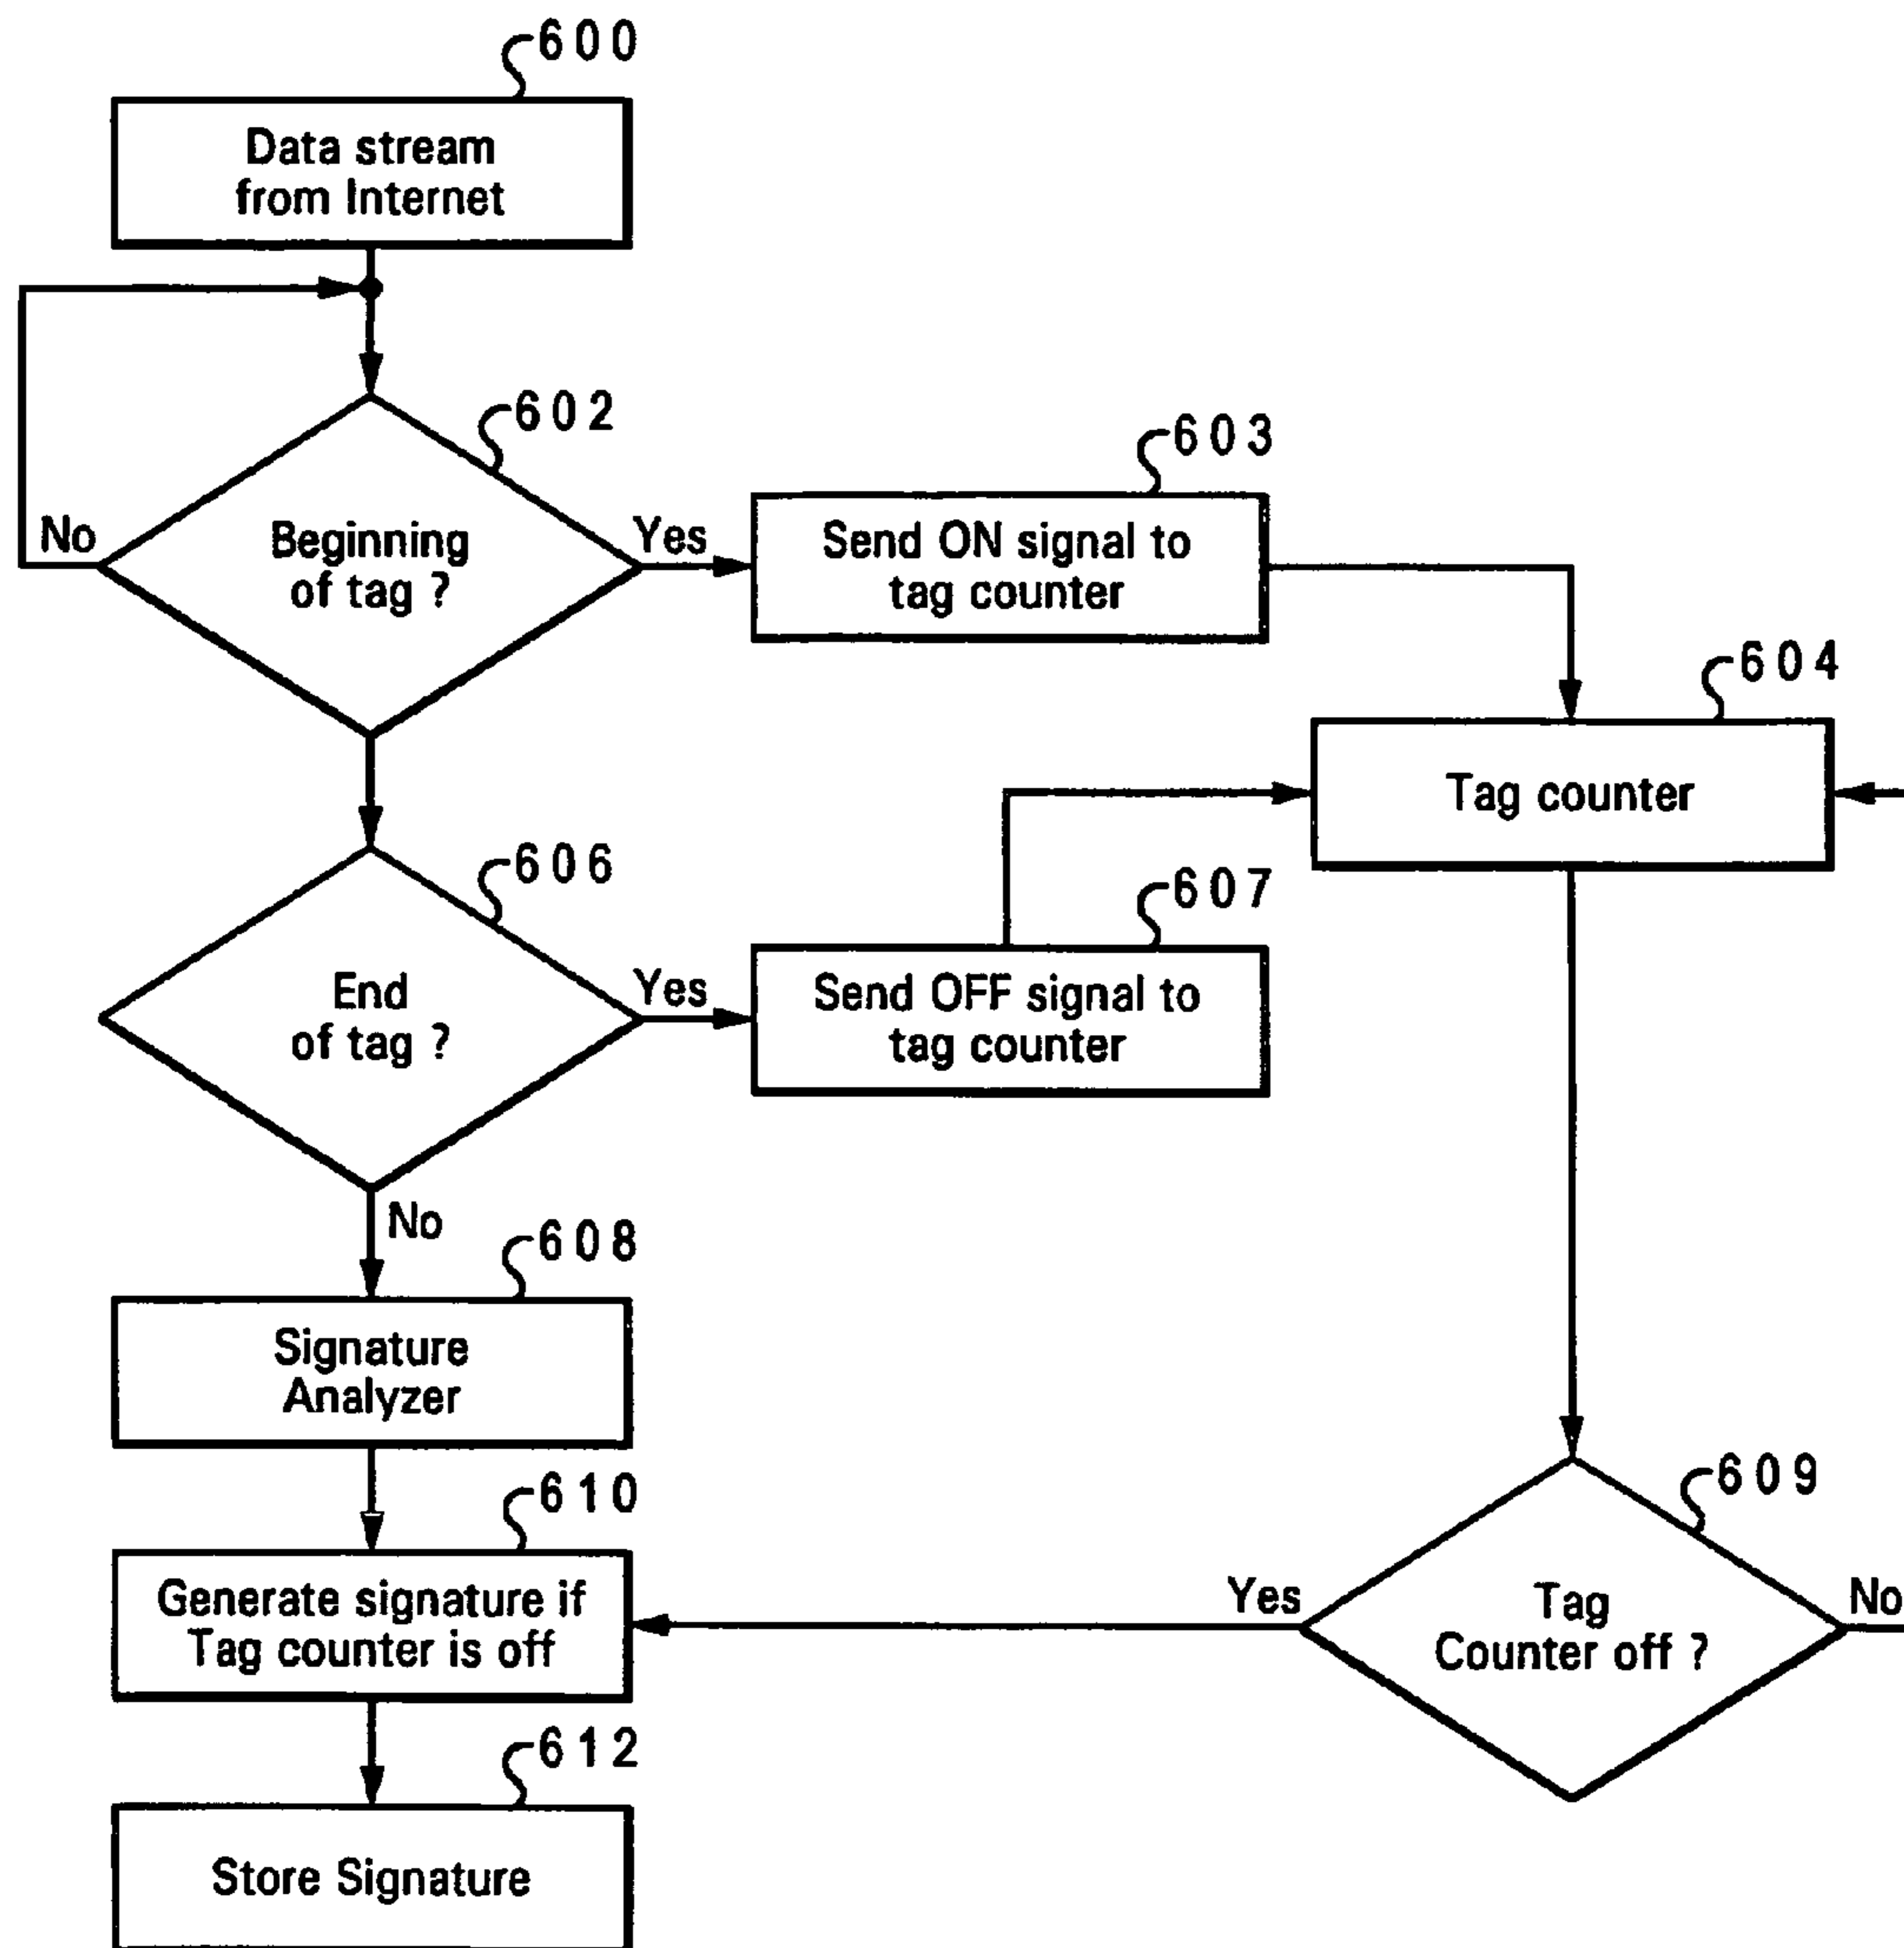 600
Data stream
from Internet
602
No
Beginning
of tag ?
Yes
603
Send ON signal to
tag counter
604
Tag counter
606
End
of tag ?
Yes
607
Send OFF signal to
tag counter
No
608
Signature
Analyzer
609
Tag
Counter off ?
Yes
No
610
Generate signature if
Tag counter is off
612
Store Signature